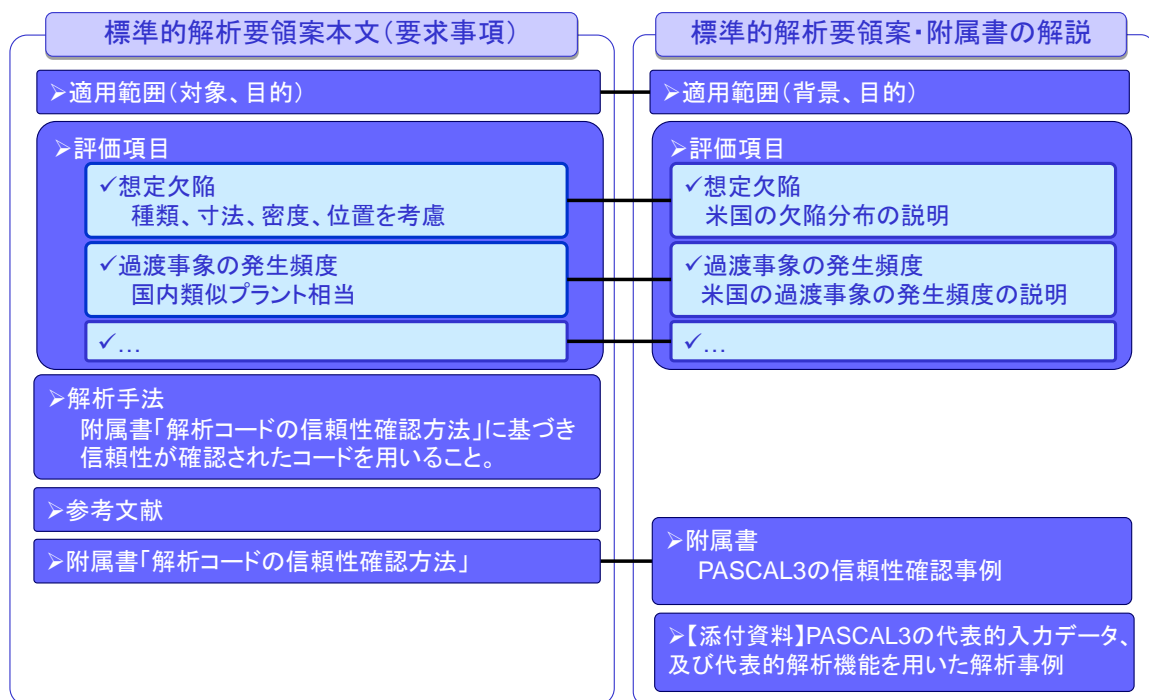 標準的解析要領案本文(要求事項)
➢適用範囲(対象、目的)
➢評価項目
✓想定欠陥
種類、寸法、密度、位置を考慮
✓過渡事象の発生頻度
国内類似プラント相当
✓…
➢解析手法
附属書「解析コードの信頼性確認方法」に基づき
信頼性が確認されたコードを用いること。
➢参考文献
➢附属書「解析コードの信頼性確認方法」
標準的解析要領案・附属書の解説
➢適用範囲(背景、目的)
➢評価項目
✓想定欠陥
米国の欠陥分布の説明
✓過渡事象の発生頻度
米国の過渡事象の発生頻度の説明
✓…
➢附属書
PASCAL3の信頼性確認事例
➢【添付資料】PASCAL3の代表的入力データ、
及び代表的解析機能を用いた解析事例